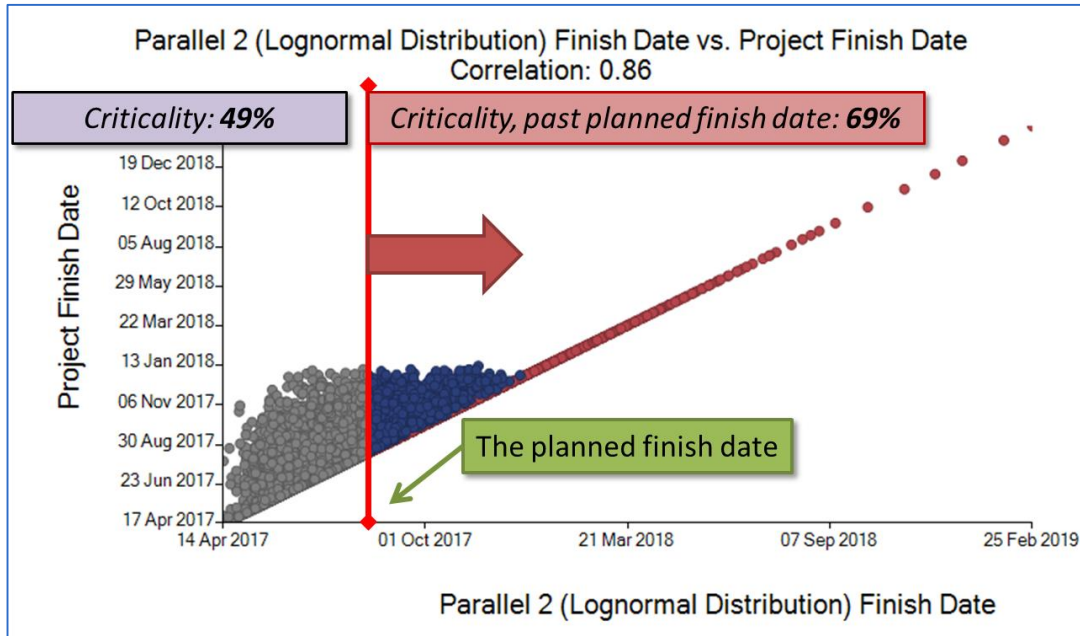 Parallel 2 (Lognormal Distribution) Finish Date vs. Project Finish Date
Correlation: 0.86
Criticality: 49%
Criticality, past planned finish date: 69%
Project Finish Date
19 Dec 2018
12 Oct 2018
05 Aug 2018
29 May 2018
22 Mar 2018
13 Jan 2018
06 Nov 2017
30 Aug 2017
23 Jun 2017
17 Apr 2017
The planned finish date
14 Apr 2017
01 Oct 2017
21 Mar 2018
07 Sep 2018
25 Feb 2019
Parallel 2 (Lognormal Distribution) Finish Date